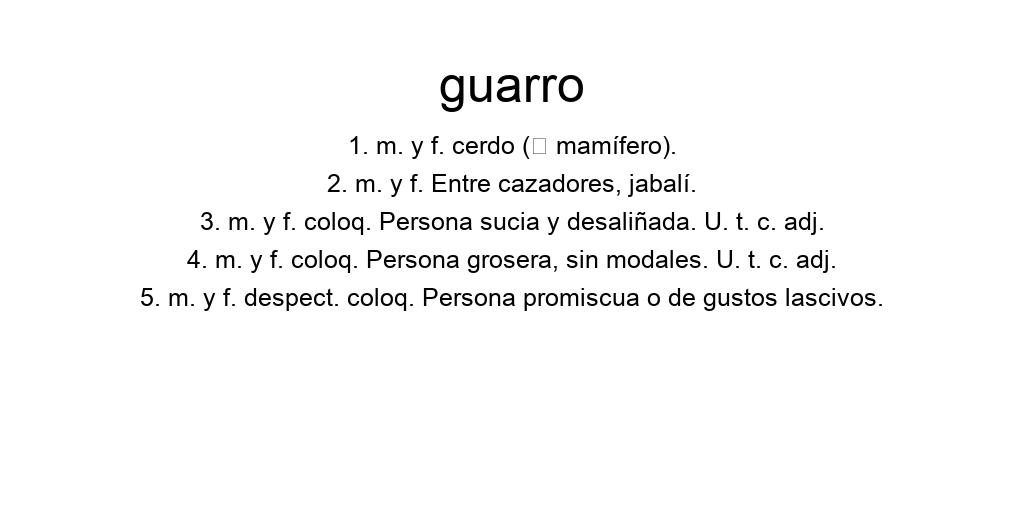 guarro
1. m. y f. cerdo (□ mamífero).
2. m. y f. Entre cazadores, jabalí.
3. m. y f. coloq. Persona sucia y desaliñada. U. t. c. adj.
4. m. y f. coloq. Persona grosera, sin modales. U. t. c. adj.
5. m. y f. despect. coloq. Persona promiscua o de gustos lascivos.